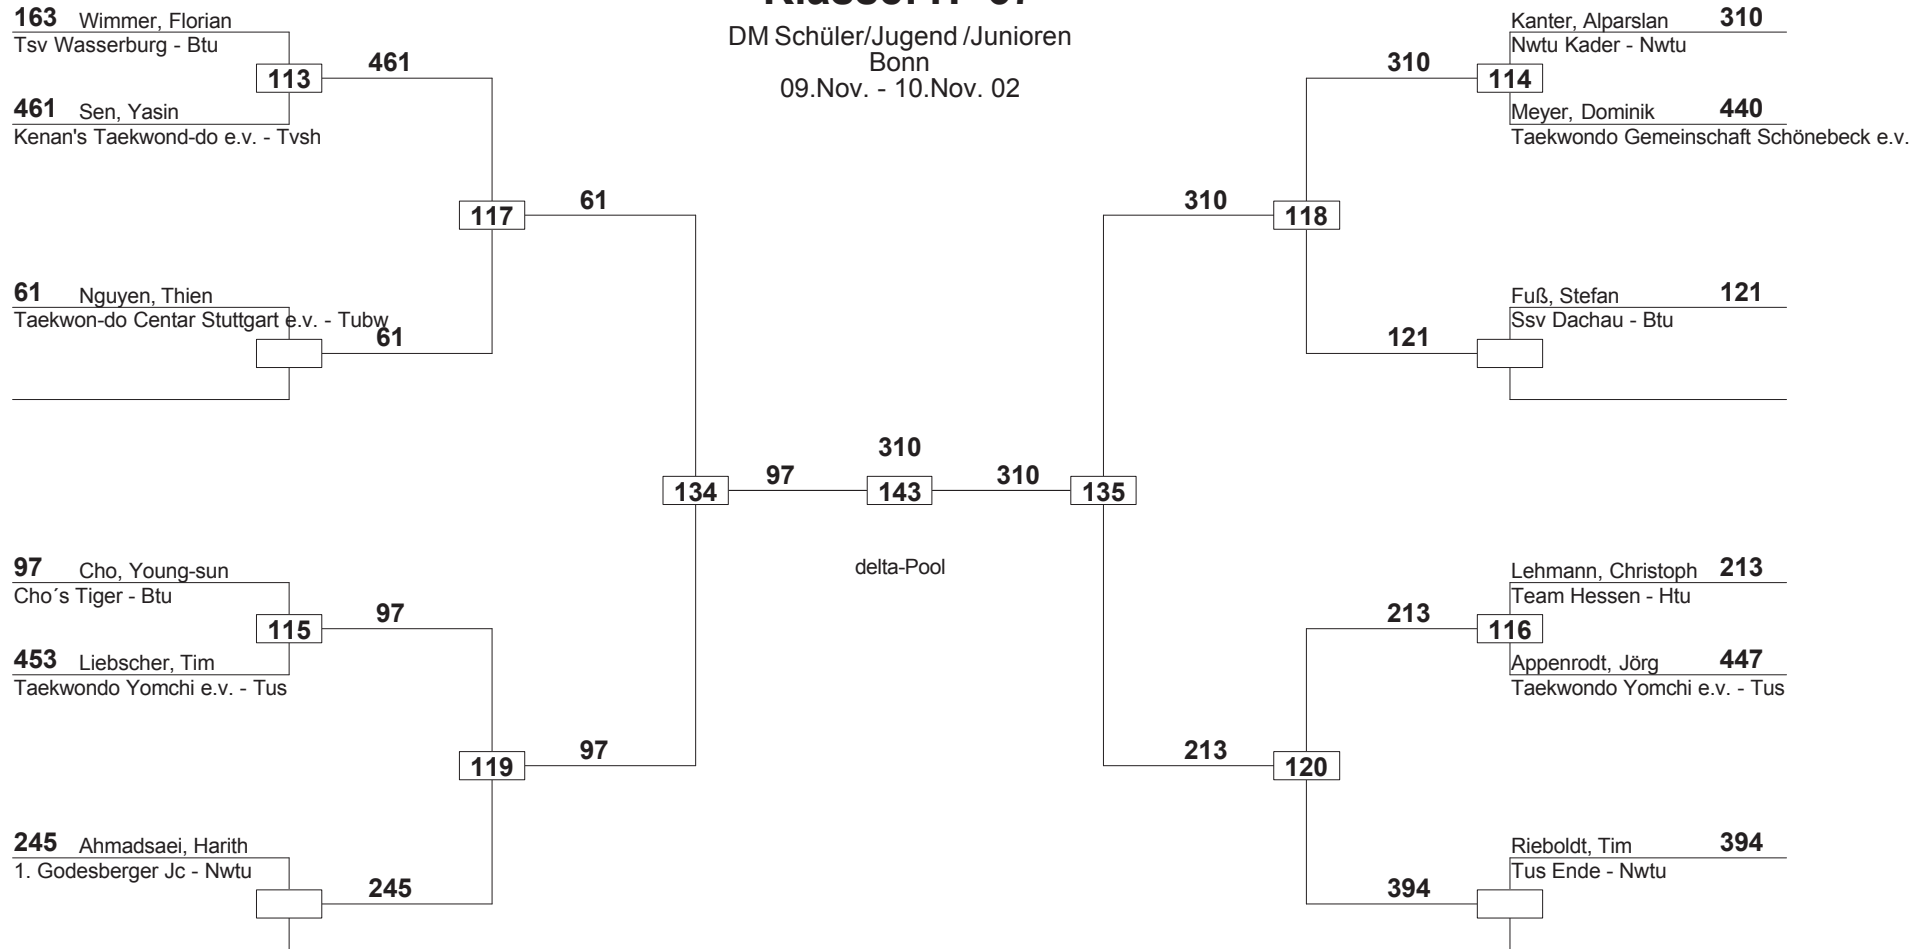 DM Schüler/Jugend /Junioren
Bonn
09.Nov. - 10.Nov. 02
163 Wimmer, Florian
Tsv Wasserburg - Btu
113
461
461 Sen, Yasin
Kenan's Taekwond-do e.v. - Tvsh
117
61
61 Nguyen, Thien
Taekwon-do Centar Stuttgart e.v. - Tubw
61
134
97
97 Cho, Young-sun
Cho´s Tiger - Btu
115
97
453 Liebscher, Tim
Taekwondo Yomchi e.v. - Tus
119
97
245 Ahmadsaei, Harith
1. Godesberger Jc - Nwtu
245
310
143
delta-Pool
Kanter, Alparslan 310
Nwtu Kader - Nwtu
310
114
Meyer, Dominik 440
Taekwondo Gemeinschaft Schönebeck e.v.
310
118
Fuß, Stefan 121
Ssv Dachau - Btu
121
310
135
Lehmann, Christoph 213
Team Hessen - Htu
213
116
Appenrodt, Jörg 447
Taekwondo Yomchi e.v. - Tus
213
120
Rieboldt, Tim 394
Tus Ende - Nwtu
394